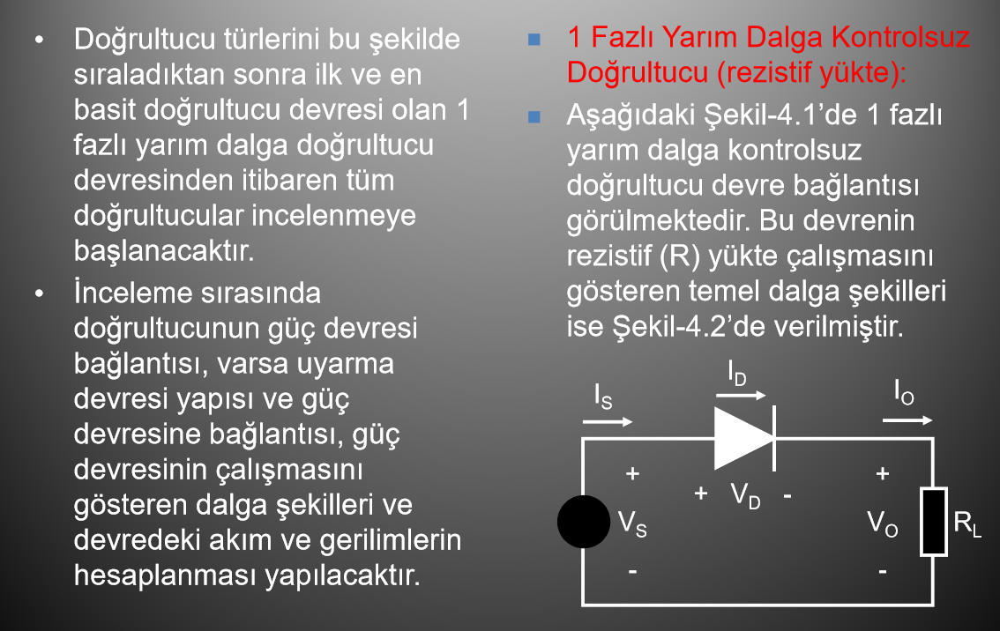 • Doğrultucu türlerini bu şekilde
sıraladıktan sonra ilk ve en
basit doğrultucu devresi olan 1
fazlı yarım dalga doğrultucu
devresinden itibaren tüm
doğrultucular incelenmeye
başlanacaktır.
• İnceleme sırasında
doğrultucunun güç devresi
bağlantısı, varsa uyarma
devresi yapısı ve güç
devresine bağlantısı, güç
devresinin çalışmasını
gösteren dalga şekilleri ve
devredeki akım ve gerilimlerin
hesaplanması yapılacaktır.
1 Fazlı Yarım Dalga Kontrolsuz
Doğrultucu (rezistif yükte):
Aşağıdaki Şekil-4.1’de 1 fazlı
yarım dalga kontrolsuz
doğrultucu devre bağlantısı
görülmektedir. Bu devrenin
rezistif (R) yükte çalışmasını
gösteren temel dalga şekilleri
ise Şekil-4.2’de verilmiştir.
I_D
I_S
I_O
+ +
+ V_D -
V_S V_O R_L
- -